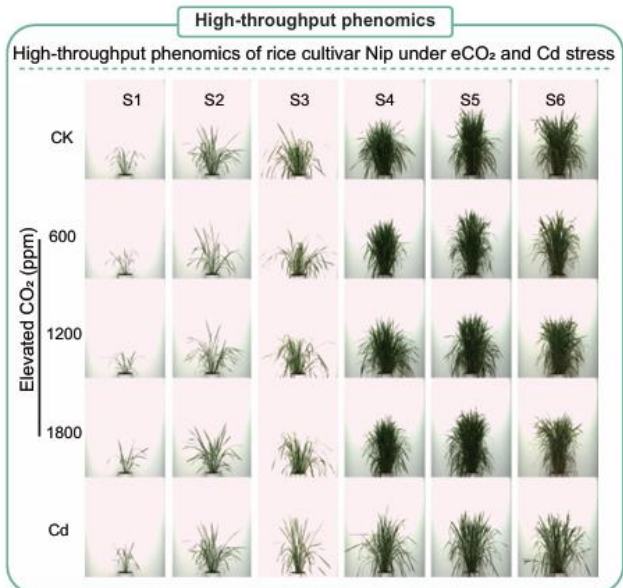 High-throughput phenomics
High-throughput phenomics of rice cultivar Nip under eCO₂ and Cd stress
S1 S2 S3 S4 S5 S6
CK
Elevated CO₂ (ppm)
600
1200
1800
Cd